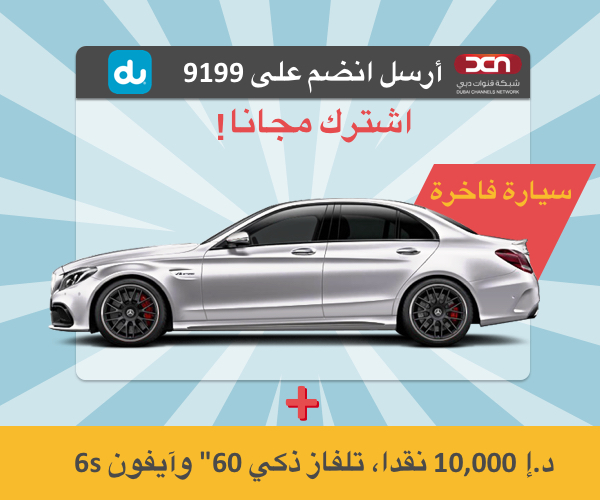 du
أرسل انضم على 9199
DCN
شبكة قنوات دبي
DUBAI CHANNELS NETWORK
اشترك مجانا!
سيارة فاخرة
+
د.إ 10,000 نقدا، تلفاز ذكي 60" وآيفون 6s